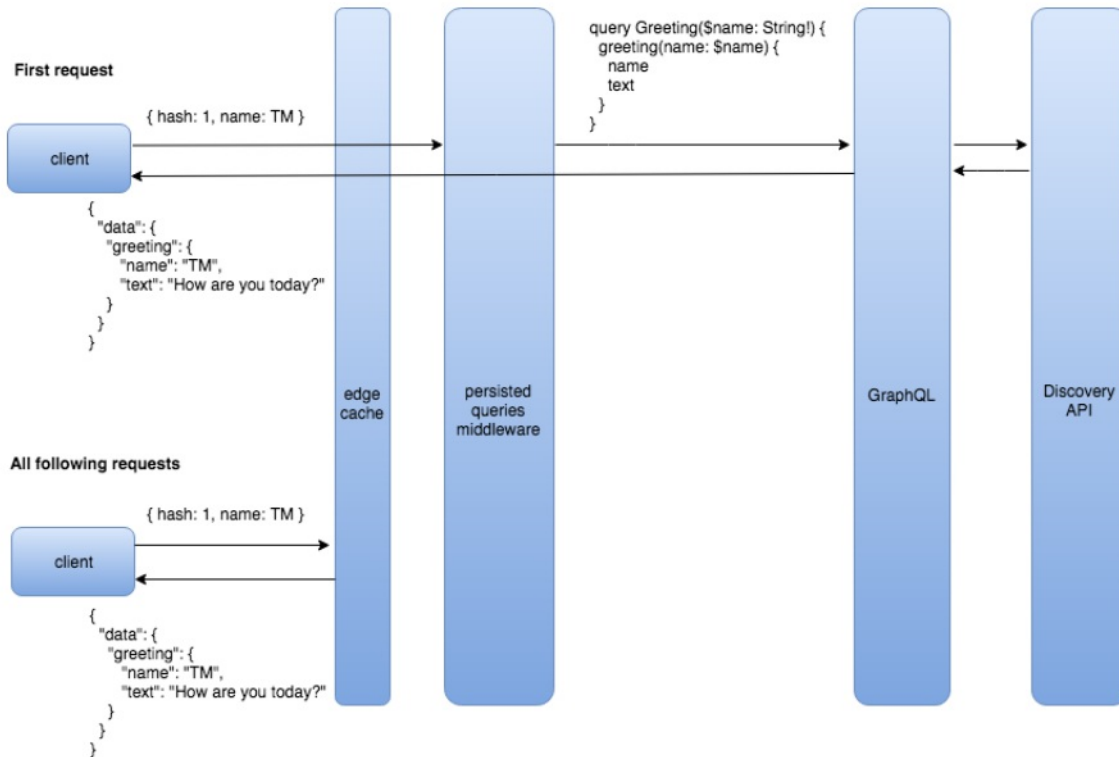 query Greeting($name: String!) {
greeting(name: $name) {
name
text
}
}
First request
{ hash: 1, name: TM }
client
{
"data": {
"greeting": {
"name": "TM",
"text": "How are you today?"
}
}
}
edge
cache
persisted
queries
middleware
GraphQL
Discovery
API
All following requests
{ hash: 1, name: TM }
client
{
"data": {
"greeting": {
"name": "TM",
"text": "How are you today?"
}
}
}